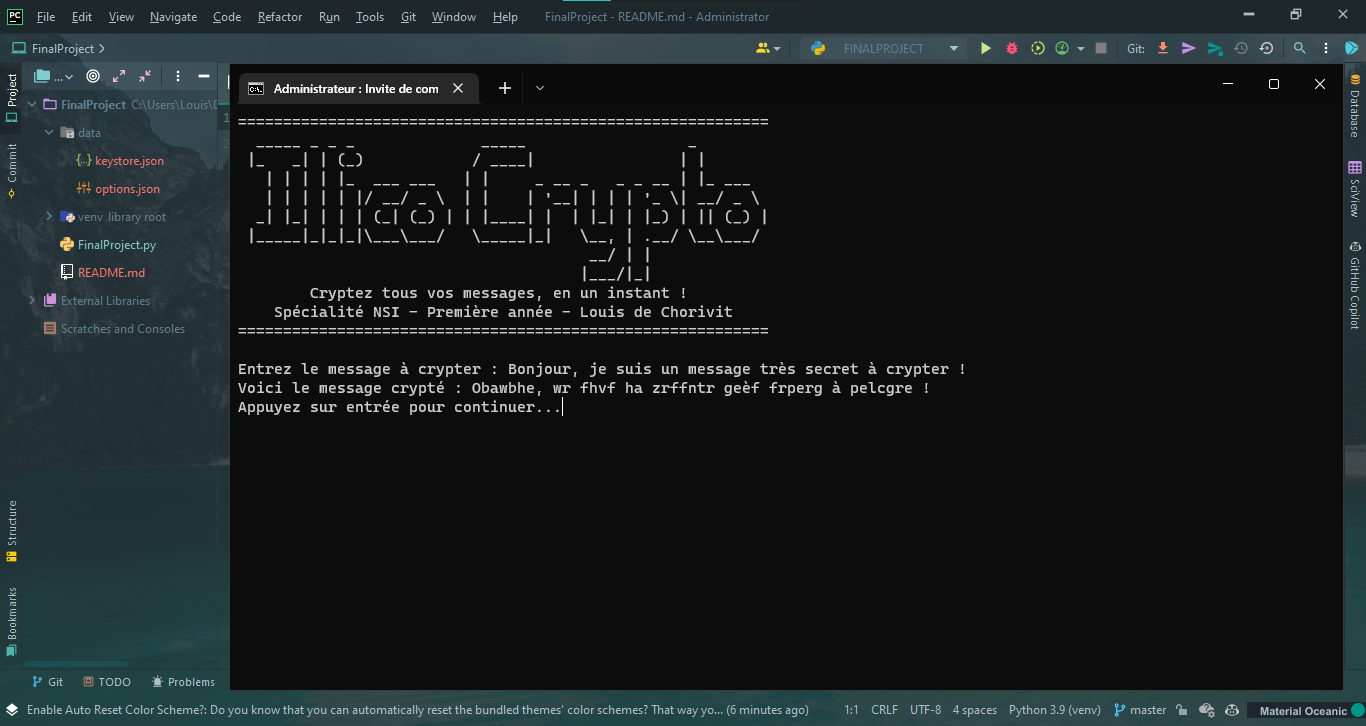 PC File Edit View Navigate Code Refactor Run Tools Git Window Help FinalProject - README.md - Administrator
FinalProject FINALPROJECT Git:
Project
...
FinalProject C:\Users\Louis\
data
keystore.json
options.json
venv library root
FinalProject.py
README.md
External Libraries
Scratches and Consoles
Commit
Structure
Bookmarks
1
2
Administrateur : Invite de com
===========================================================
IllicoCrypto
Cryptez tous vos messages, en un instant !
Spécialité NSI - Première année - Louis de Chorivit
===========================================================
Entrez le message à crypter : Bonjour, je suis un message très secret à crypter !
Voici le message crypté : Obawbhe, wr fhvf ha zrffntr geèf frperg à pelcgre !
Appuyez sur entrée pour continuer...
Database
SciView
GitHub Copilot
Git TODO Problems
Enable Auto Reset Color Scheme?: Do you know that you can automatically reset the bundled themes' color schemes? That way yo... (6 minutes ago) 1:1 CRLF UTF-8 4 spaces Python 3.9 (venv) master Material Oceanic